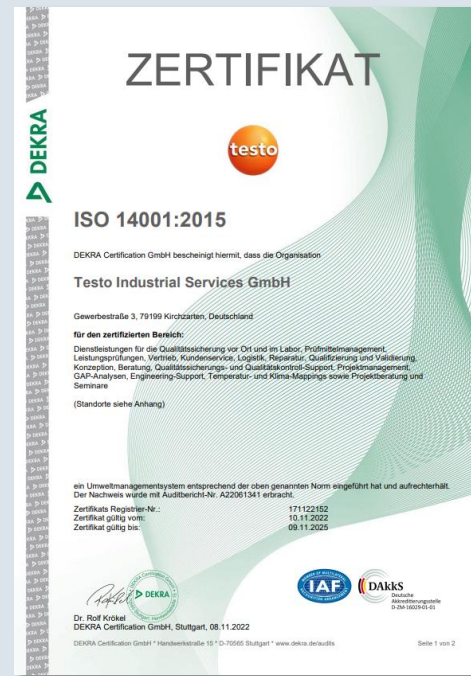 ZERTIFIKAT
DEKRA
testo
ISO 14001:2015
DEKRA Certification GmbH bescheinigt hiermit, dass die Organisation
Testo Industrial Services GmbH
Gewerbestraße 3, 79199 Kirchzarten, Deutschland
für den zertifizierten Bereich:
Dienstleistungen für die Qualitätssicherung vor Ort und im Labor, Prüfmittelmanagement,
Leistungsprüfungen, Vertrieb, Kundenservice, Logistik, Reparatur, Qualifizierung und Validierung,
Konzeption, Beratung, Qualitätssicherungs- und Qualitätskontroll-Support, Projektmanagement,
GAP-Analysen, Engineering-Support, Temperatur- und Klima-Mappings sowie Projektberatung und
Seminare
(Standorte siehe Anhang)
ein Umweltmanagementsystem entsprechend der oben genannten Norm eingeführt hat und aufrechterhält.
Der Nachweis wurde mit Auditbericht-Nr. A22061341 erbracht.
Zertifikats Registrier-Nr.: 171122152
Zertifikat gültig vom: 10.11.2022
Zertifikat gültig bis: 09.11.2025
DEKRA
IAF
DAkkS
Deutsche
Akkreditierungsstelle
D-ZM-16029-01-01
Dr. Rolf Krökel
DEKRA Certification GmbH, Stuttgart, 08.11.2022
DEKRA Certification GmbH * Handwerkstraße 15 * D-70565 Stuttgart * www.dekra.de/audits
Seite 1 von 2